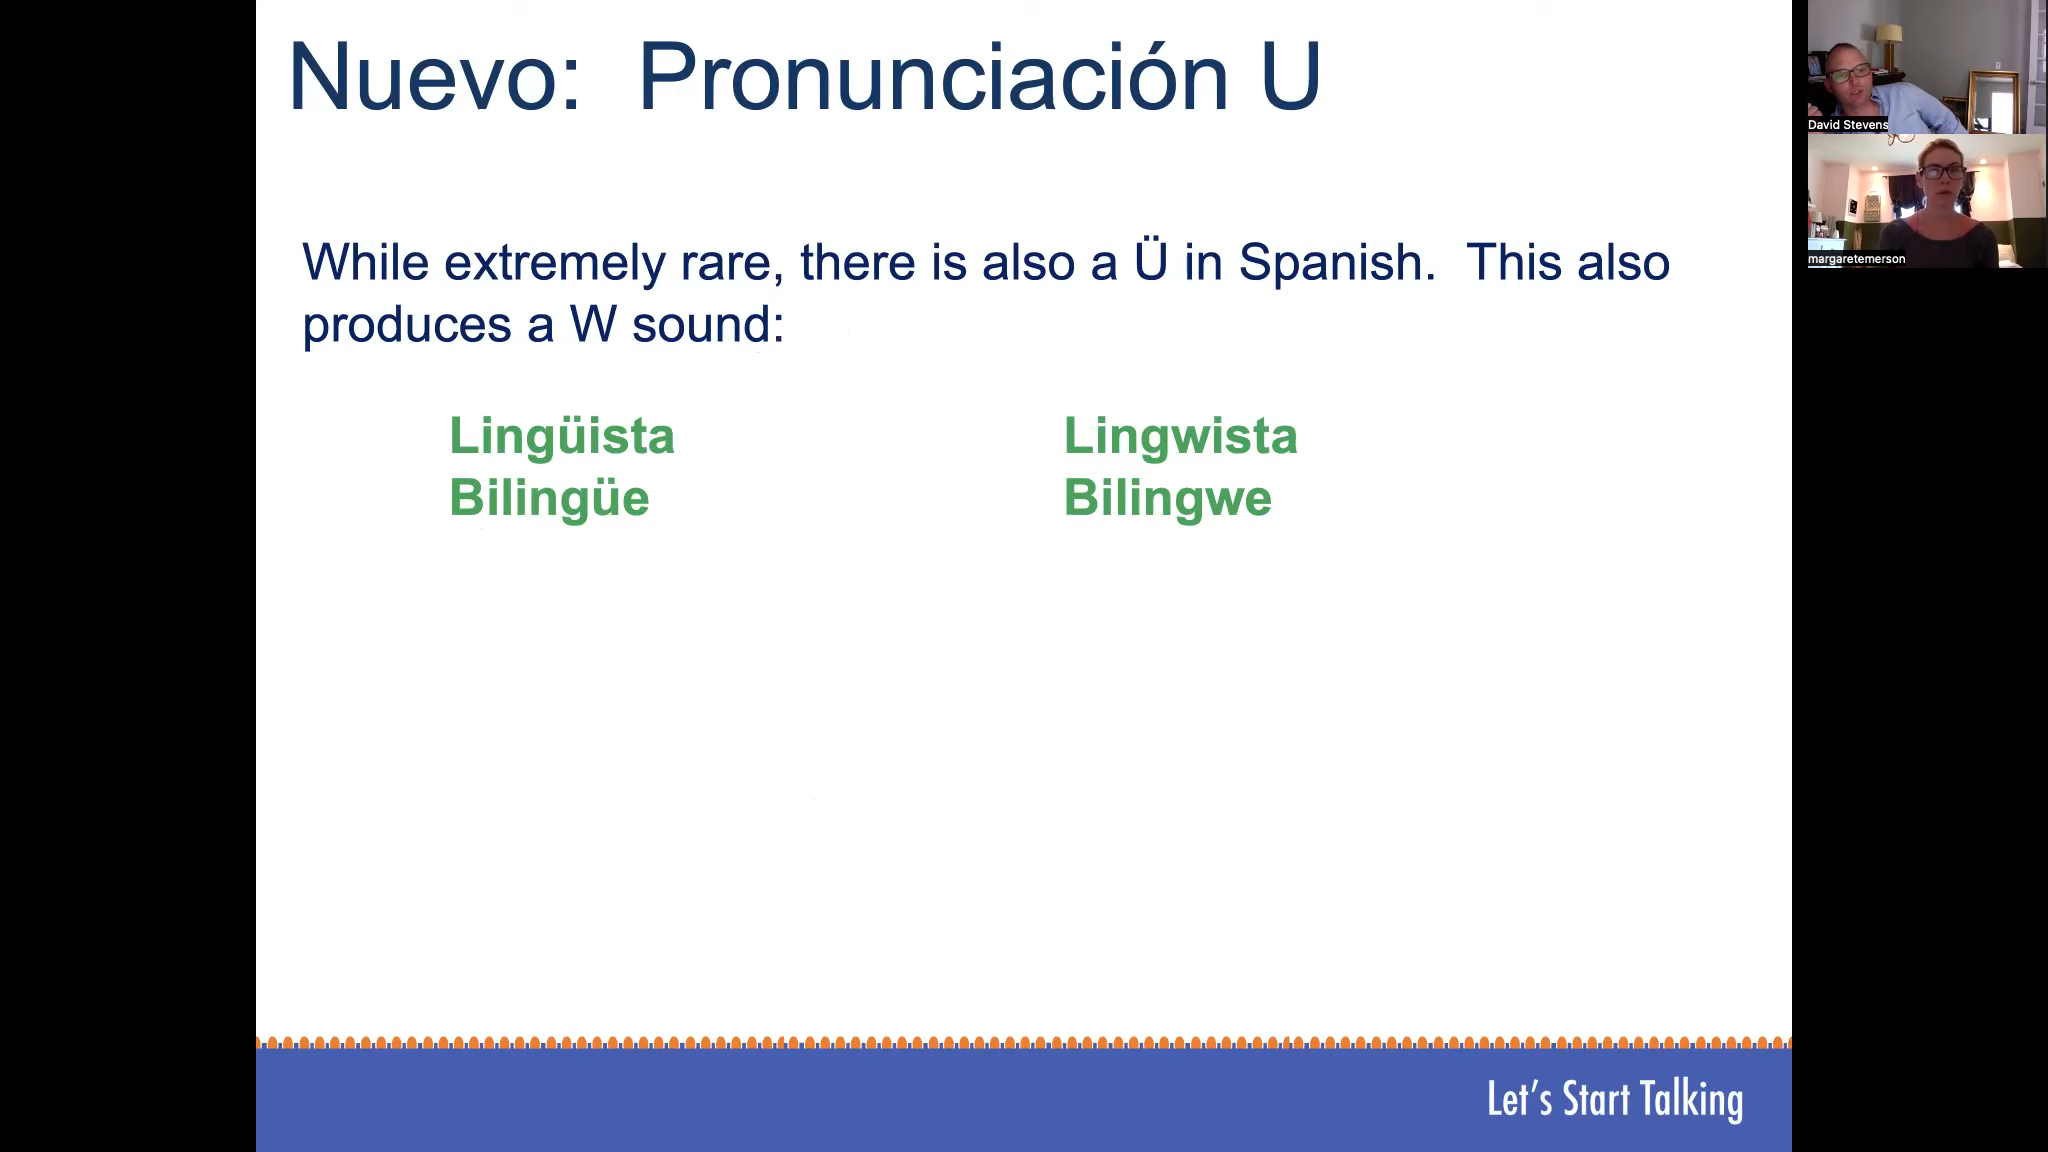 Nuevo: Pronunciación U
While extremely rare, there is also a Ü in Spanish. This also
produces a W sound:
Lingüista Lingwista
Bilingüe Bilingwe
Let's Start Talking
David Stevens
margaretemerson